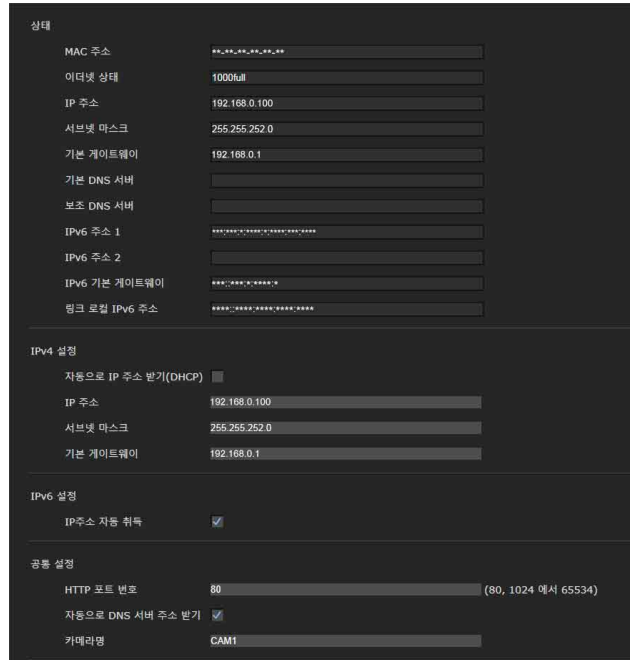 상태
MAC 주소 **-**-**-**-**-**
이더넷 상태 1000full
IP 주소 192.168.0.100
서브넷 마스크 255.255.252.0
기본 게이트웨이 192.168.0.1
기본 DNS 서버
보조 DNS 서버
IPv6 주소 1 ***:***:*:****:*:****:***:****
IPv6 주소 2
IPv6 기본 게이트웨이 ***::***:*:****:*
링크 로컬 IPv6 주소 ****::****:****:****:****
IPv4 설정
자동으로 IP 주소 받기(DHCP)
IP 주소 192.168.0.100
서브넷 마스크 255.255.252.0
기본 게이트웨이 192.168.0.1
IPv6 설정
IP주소 자동 취득
공통 설정
HTTP 포트 번호 80 (80, 1024 에서 65534)
자동으로 DNS 서버 주소 받기
카메라명 CAM1